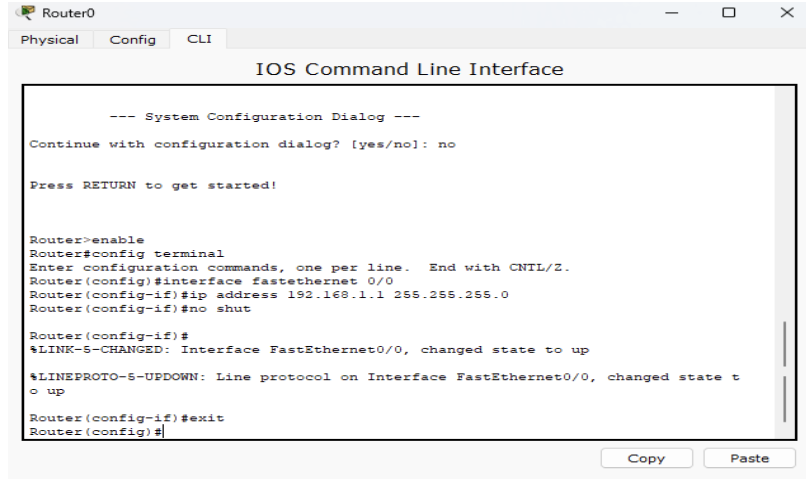 Router0
Physical Config CLI
IOS Command Line Interface
--- System Configuration Dialog ---
Continue with configuration dialog? [yes/no]: no
Press RETURN to get started!
Router>enable
Router#config terminal
Enter configuration commands, one per line.  End with CNTL/Z.
Router(config)#interface fastethernet 0/0
Router(config-if)#ip address 192.168.1.1 255.255.255.0
Router(config-if)#no shut
Router(config-if)#
%LINK-5-CHANGED: Interface FastEthernet0/0, changed state to up
%LINEPROTO-5-UPDOWN: Line protocol on Interface FastEthernet0/0, changed state t
o up
Router(config-if)#exit
Router(config)#
Copy Paste